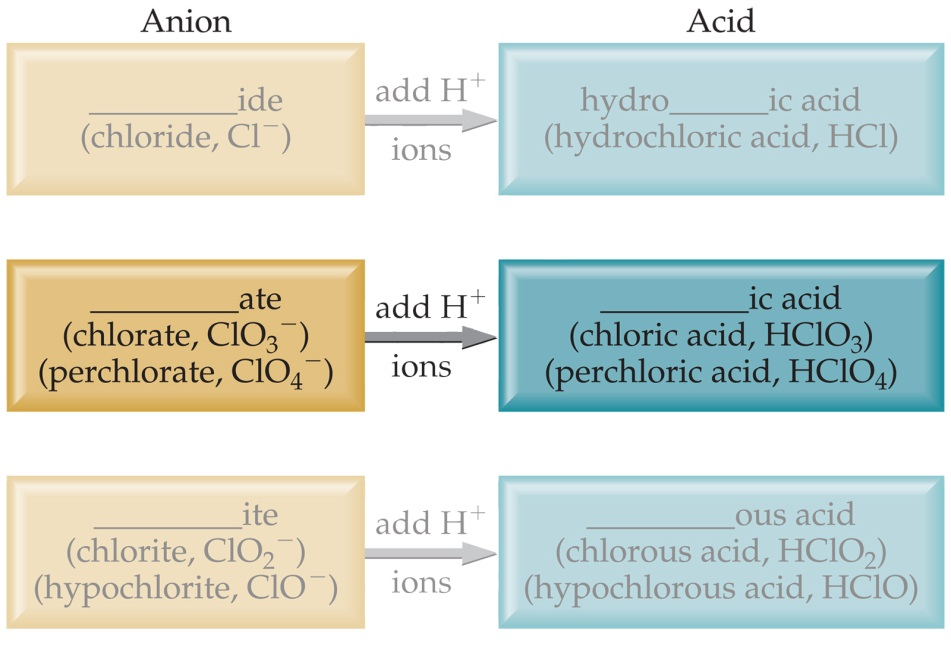 Anion
Acid
_________ide
(chloride, Cl⁻)
add H⁺
ions
hydro______ic acid
(hydrochloric acid, HCl)
_________ate
(chlorate, ClO₃⁻)
(perchlorate, ClO₄⁻)
add H⁺
ions
_________ic acid
(chloric acid, HClO₃)
(perchloric acid, HClO₄)
_________ite
(chlorite, ClO₂⁻)
(hypochlorite, ClO⁻)
add H⁺
ions
_________ous acid
(chlorous acid, HClO₂)
(hypochlorous acid, HClO)